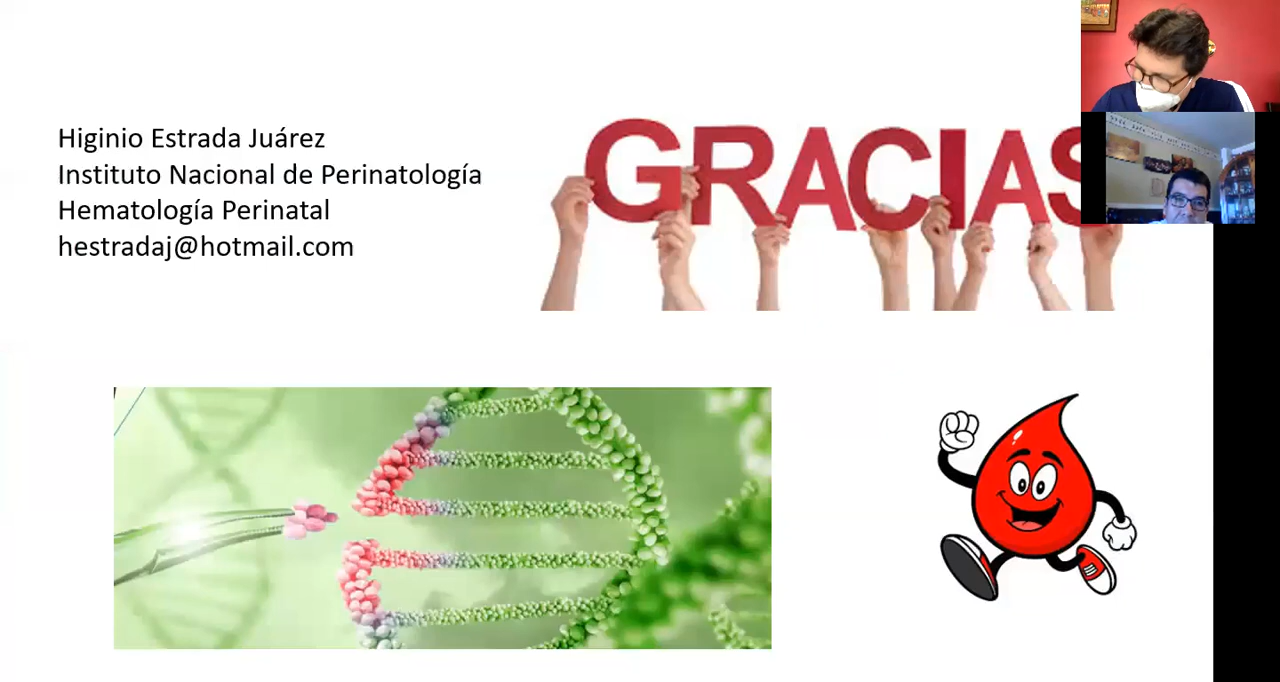 Higinio Estrada Juárez
Instituto Nacional de Perinatología
Hematología Perinatal
hestradaj@hotmail.com
GRACIAS